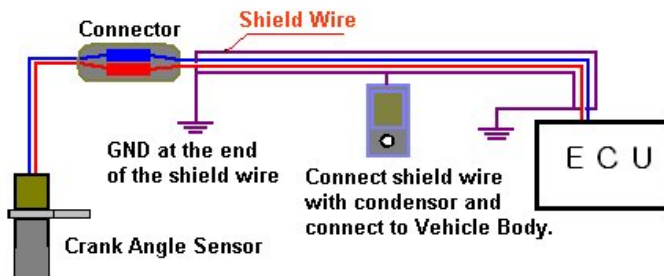 Shield Wire
Connector
GND at the end
of the shield wire
Connect shield wire
with condensor and
connect to Vehicle Body.
ECU
Crank Angle Sensor